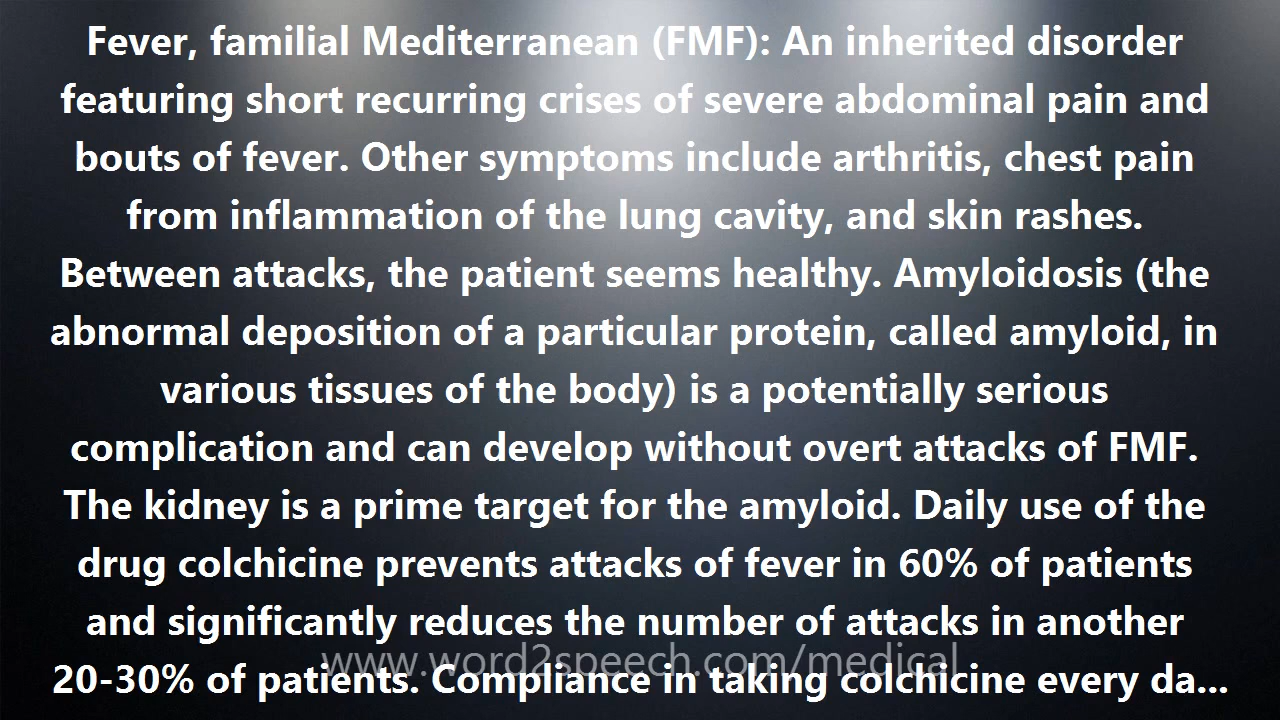 Fever, familial Mediterranean (FMF): An inherited disorder
featuring short recurring crises of severe abdominal pain and
bouts of fever. Other symptoms include arthritis, chest pain
from inflammation of the lung cavity, and skin rashes.
Between attacks, the patient seems healthy. Amyloidosis (the
abnormal deposition of a particular protein, called amyloid, in
various tissues of the body) is a potentially serious
complication and can develop without overt attacks of FMF.
The kidney is a prime target for the amyloid. Daily use of the
drug colchicine prevents attacks of fever in 60% of patients
and significantly reduces the number of attacks in another
www.word2speech.com/medical
20-30% of patients. Compliance in taking colchicine every da...